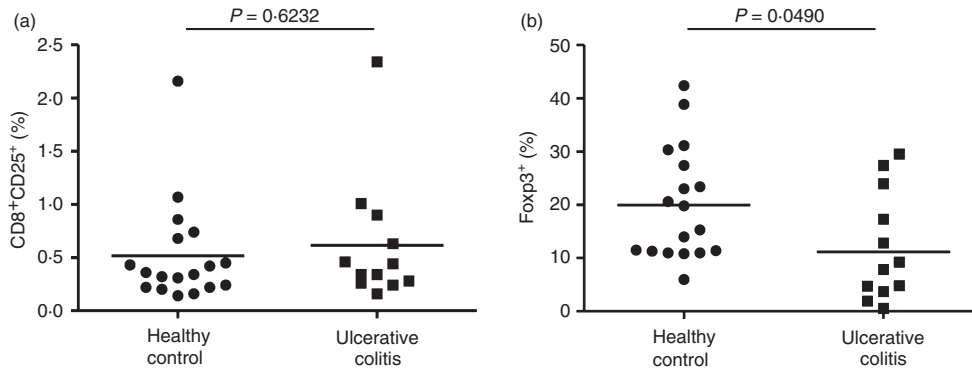 (a)
P = 0·6232
CD8+CD25+ (%)
2·5
2·0
1·5
1·0
0·5
0·0
Healthy
control
Ulcerative
colitis
(b)
P = 0·0490
Foxp3+ (%)
50
40
30
20
10
0
Healthy
control
Ulcerative
colitis